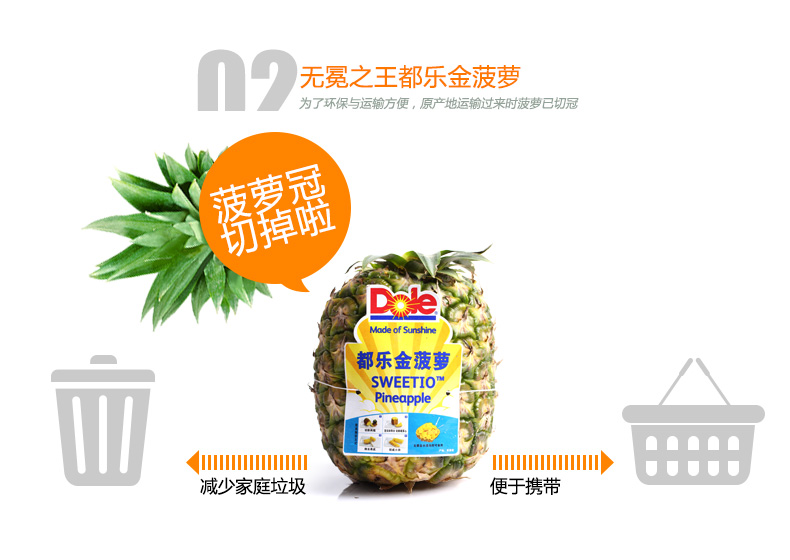 02
无冕之王都乐金菠萝
为了环保与运输方便，原产地运输过来时菠萝已切冠
菠萝冠
切掉啦
Dole
Made of Sunshine
都乐金菠萝
SWEETIO™
Pineapple
减少家庭垃圾
便于携带